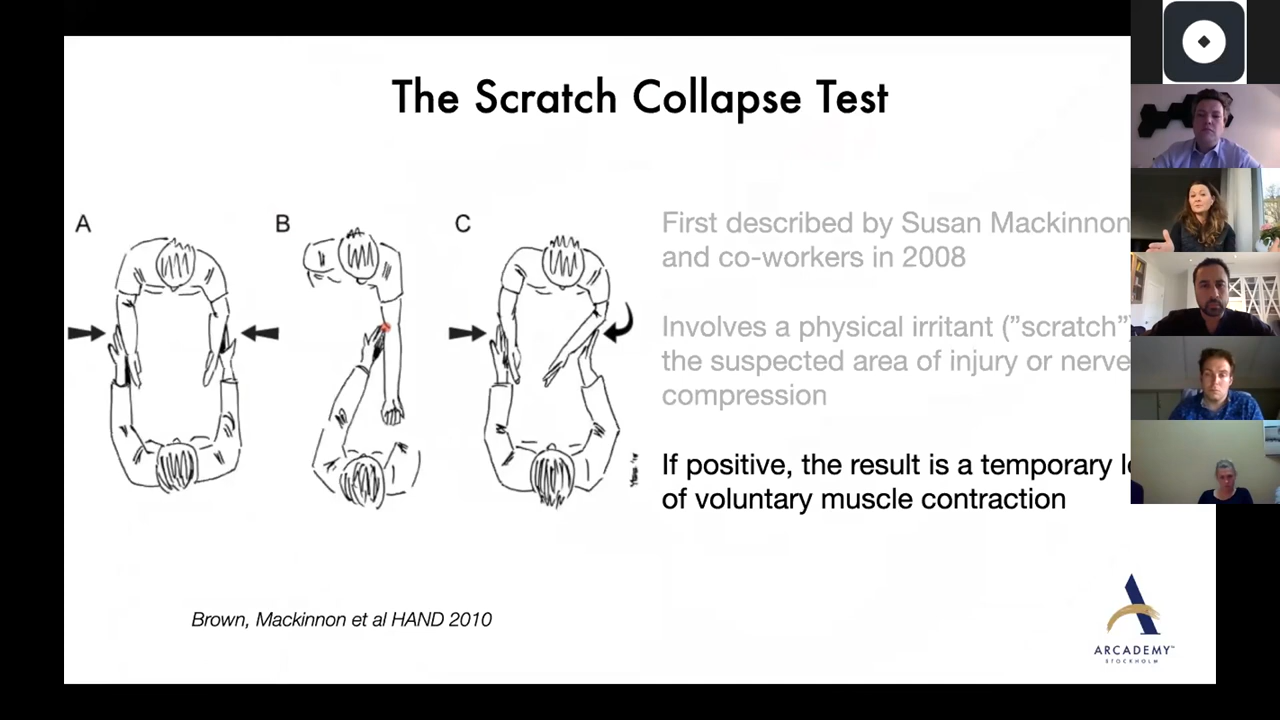 The Scratch Collapse Test
A
B
C
First described by Susan Mackinnon
and co-workers in 2008
Involves a physical irritant (”scratch”)
the suspected area of injury or nerve
compression
If positive, the result is a temporary
of voluntary muscle contraction
Brown, Mackinnon et al HAND 2010
ARCADEMY™
STOCKHOLM